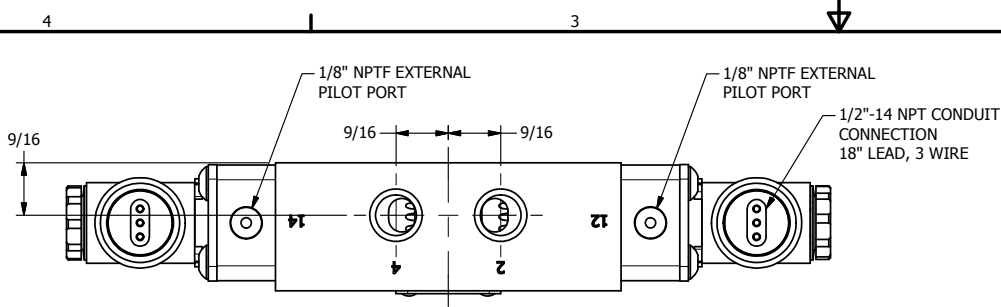 4
3
1/8" NPTF EXTERNAL
PILOT PORT
1/8" NPTF EXTERNAL
PILOT PORT
1/2"-14 NPT CONDUIT
CONNECTION
18" LEAD, 3 WIRE
9/16
9/16
9/16
14
12
4
2